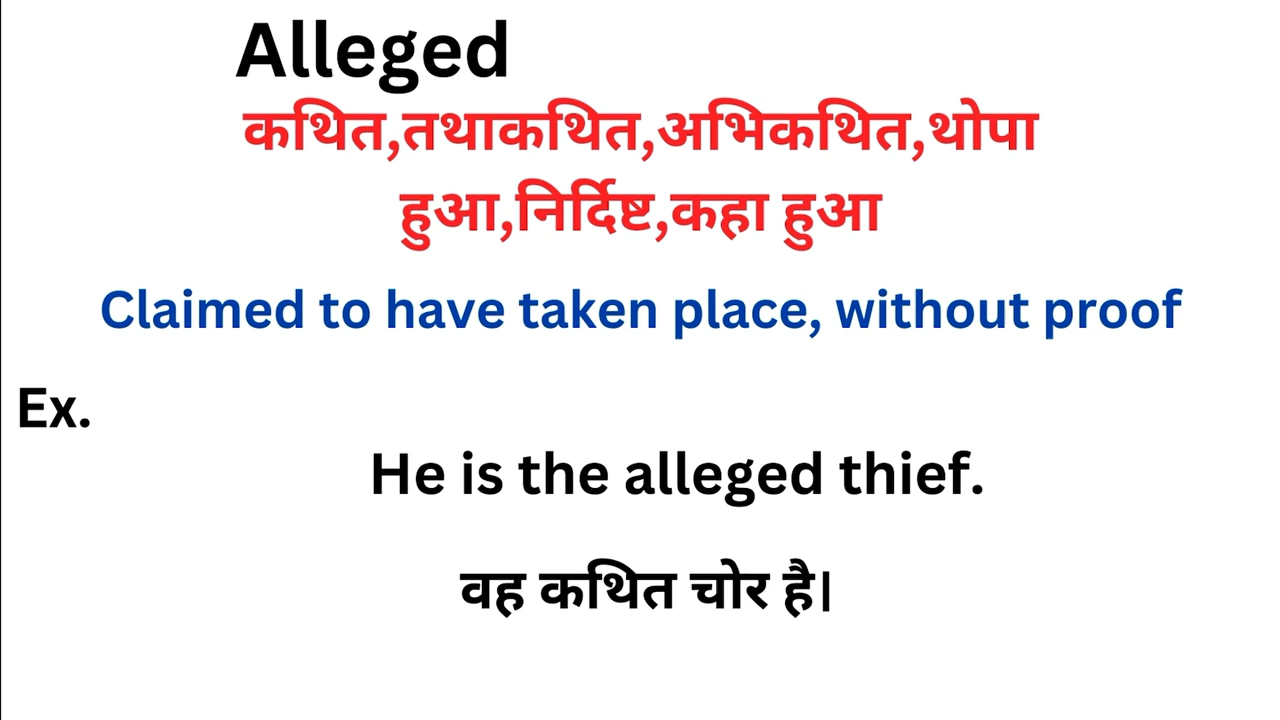 Alleged
कथित,तथाकथित,अभिकथित,थोपा
हुआ,निर्दिष्ट,कहा हुआ
Claimed to have taken place, without proof
Ex.
He is the alleged thief.
वह कथित चोर है।